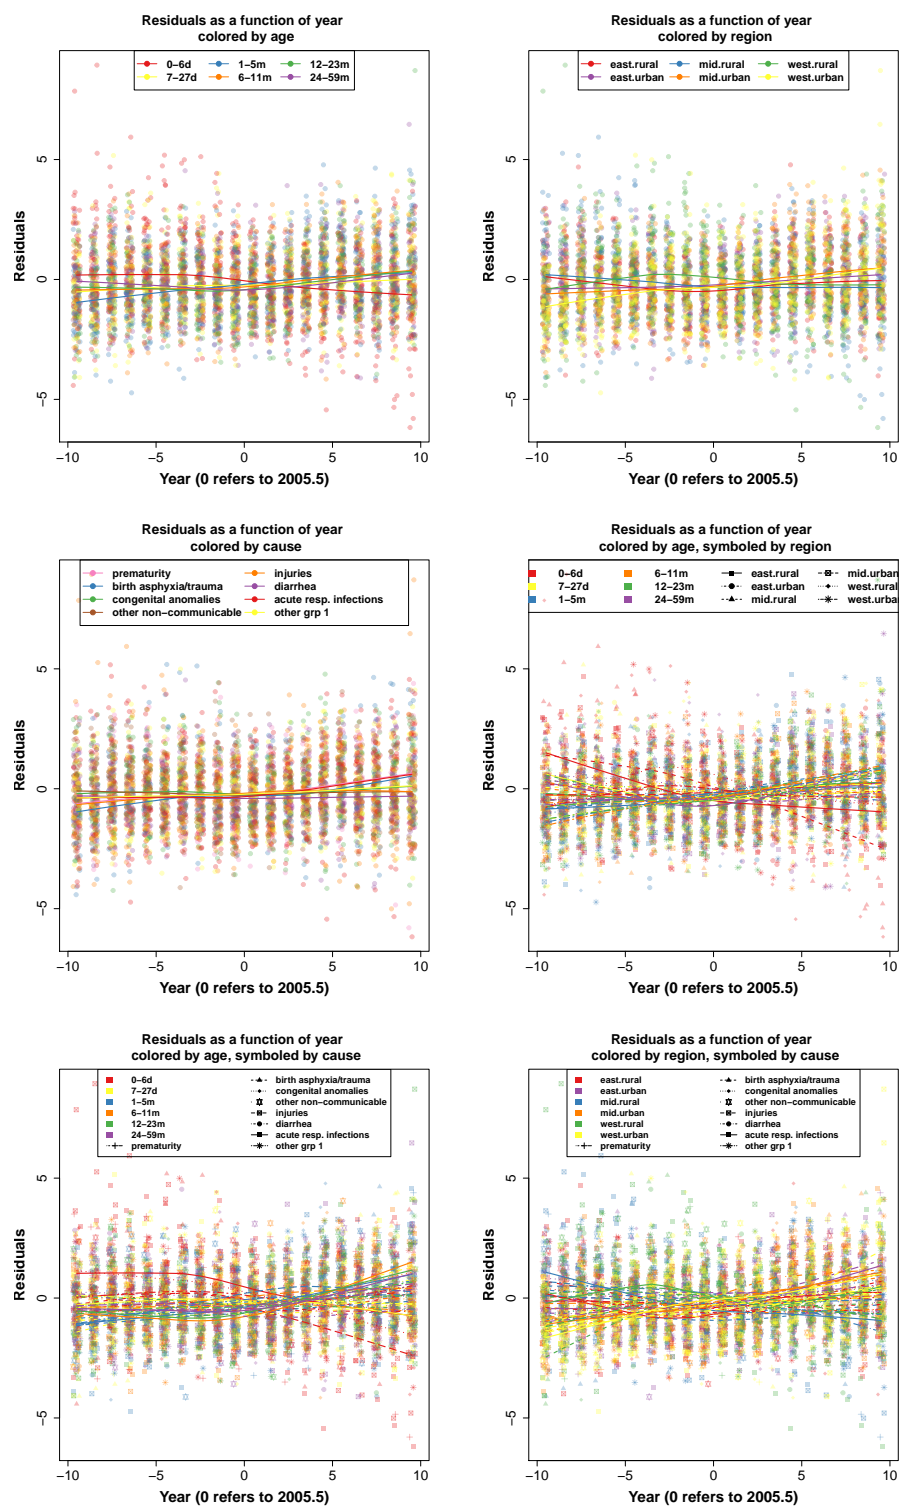 Residuals as a function of year
colored by age
0−6d 1−5m 12−23m
7−27d 6−11m 24−59m
5
0
−5
Residuals
−10 −5 0 5 10
Year (0 refers to 2005.5)
Residuals as a function of year
colored by region
east.rural mid.rural west.rural
east.urban mid.urban west.urban
5
0
−5
Residuals
−10 −5 0 5 10
Year (0 refers to 2005.5)
Residuals as a function of year
colored by cause
prematurity injuries
birth asphyxia/trauma diarrhea
congenital anomalies acute resp. infections
other non−communicable other grp 1
5
0
−5
Residuals
−10 −5 0 5 10
Year (0 refers to 2005.5)
Residuals as a function of year
colored by age, symboled by region
0−6d 6−11m east.rural mid.urban
7−27d 12−23m east.urban west.rural
1−5m 24−59m mid.rural west.urban
5
0
−5
Residuals
−10 −5 0 5 10
Year (0 refers to 2005.5)
Residuals as a function of year
colored by age, symboled by cause
0−6d birth asphyxia/trauma
7−27d congenital anomalies
1−5m other non−communicable
6−11m injuries
12−23m diarrhea
24−59m acute resp. infections
prematurity other grp 1
5
0
−5
Residuals
−10 −5 0 5 10
Year (0 refers to 2005.5)
Residuals as a function of year
colored by region, symboled by cause
east.rural birth asphyxia/trauma
east.urban congenital anomalies
mid.rural other non−communicable
mid.urban injuries
west.rural diarrhea
west.urban acute resp. infections
prematurity other grp 1
5
0
−5
Residuals
−10 −5 0 5 10
Year (0 refers to 2005.5)